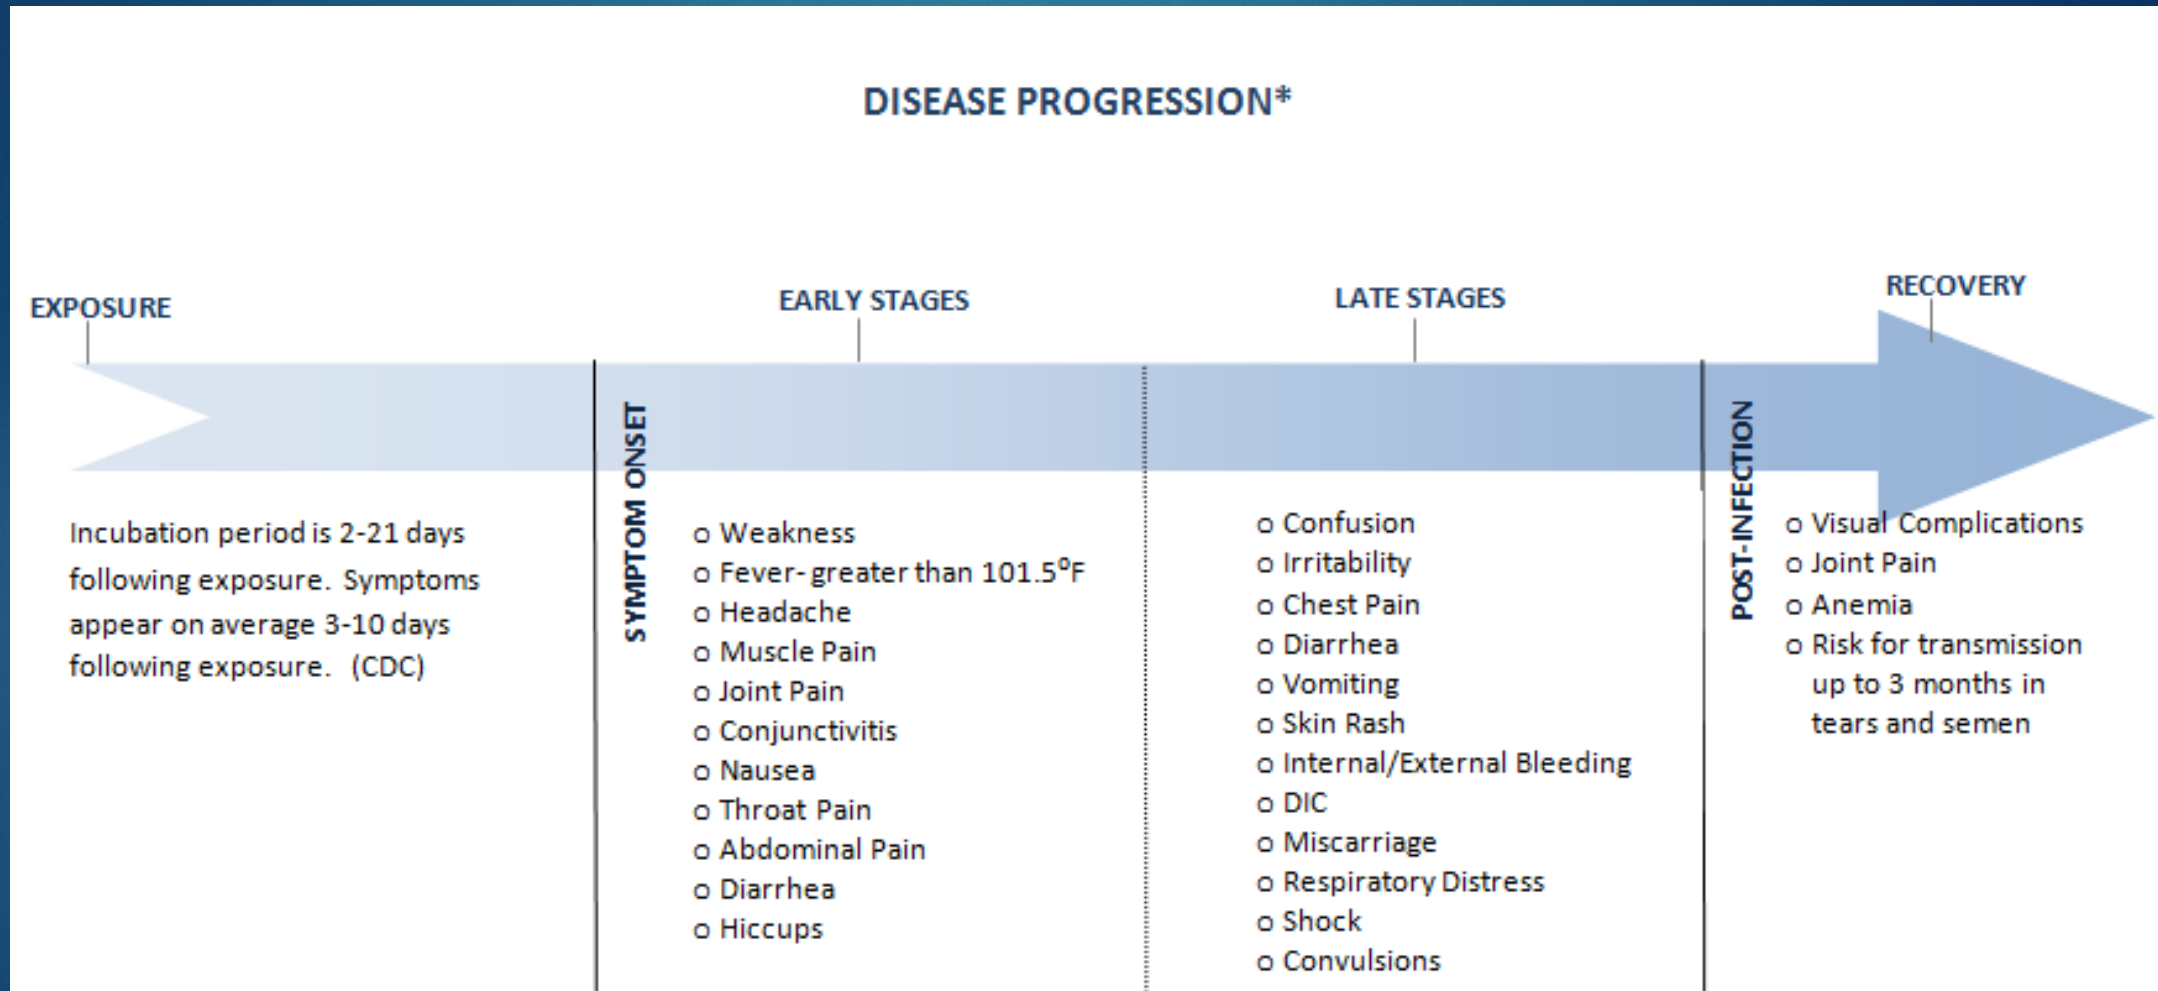 DISEASE PROGRESSION*
EXPOSURE
EARLY STAGES
LATE STAGES
RECOVERY
Incubation period is 2-21 days
following exposure. Symptoms
appear on average 3-10 days
following exposure. (CDC)
SYMPTOM ONSET
o Weakness
o Fever- greater than 101.5⁰F
o Headache
o Muscle Pain
o Joint Pain
o Conjunctivitis
o Nausea
o Throat Pain
o Abdominal Pain
o Diarrhea
o Hiccups
o Confusion
o Irritability
o Chest Pain
o Diarrhea
o Vomiting
o Skin Rash
o Internal/External Bleeding
o DIC
o Miscarriage
o Respiratory Distress
o Shock
o Convulsions
POST-INFECTION
o Visual Complications
o Joint Pain
o Anemia
o Risk for transmission
up to 3 months in
tears and semen